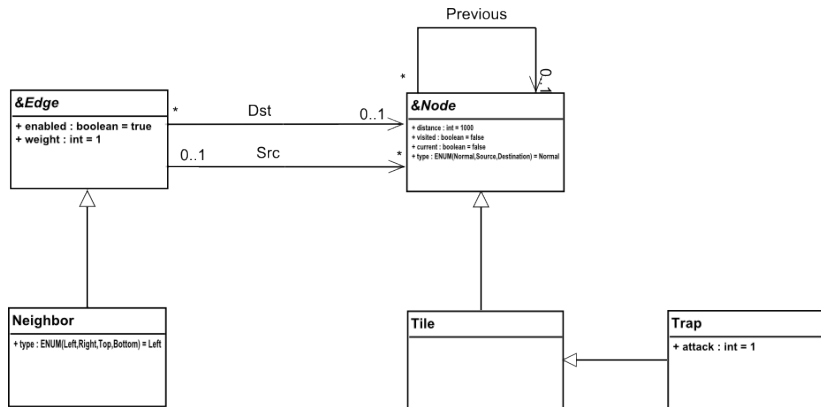 Previous
*
0..1
&Edge
+ enabled : boolean = true
+ weight : int = 1
*
Dst
0..1
0..1
Src
*
&Node
+ distance : int = 1000
+ visited : boolean = false
+ current : boolean = false
+ type : ENUM(Normal,Source,Destination) = Normal
Neighbor
+ type : ENUM(Left,Right,Top,Bottom) = Left
Tile
Trap
+ attack : int = 1